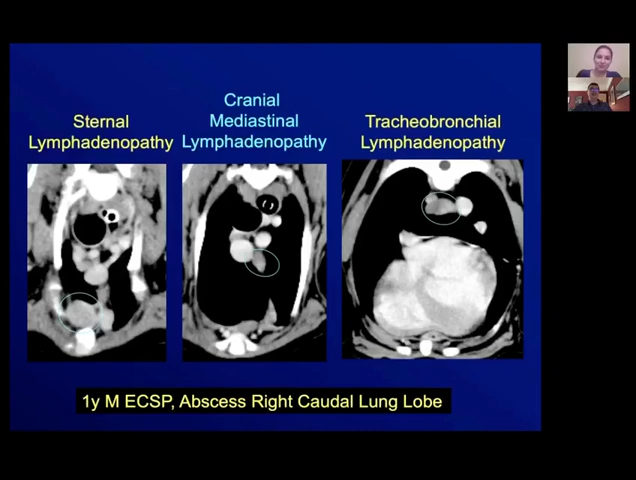 Sternal
Lymphadenopathy
Cranial
Mediastinal
Lymphadenopathy
Tracheobronchial
Lymphadenopathy
1y M ECSP, Abscess Right Caudal Lung Lobe